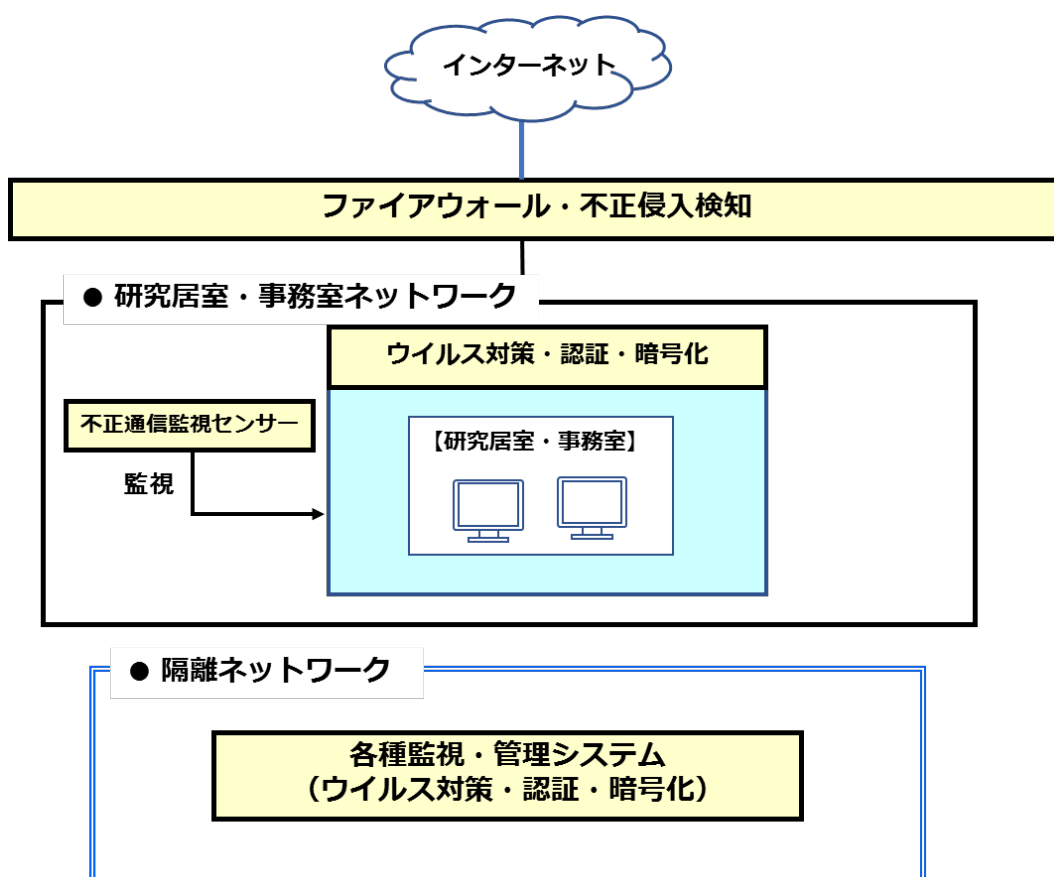 インターネット
ファイアウォール・不正侵入検知
● 研究居室・事務室ネットワーク
ウイルス対策・認証・暗号化
不正通信監視センサー
【研究居室・事務室】
監視
● 隔離ネットワーク
各種監視・管理システム
（ウイルス対策・認証・暗号化）